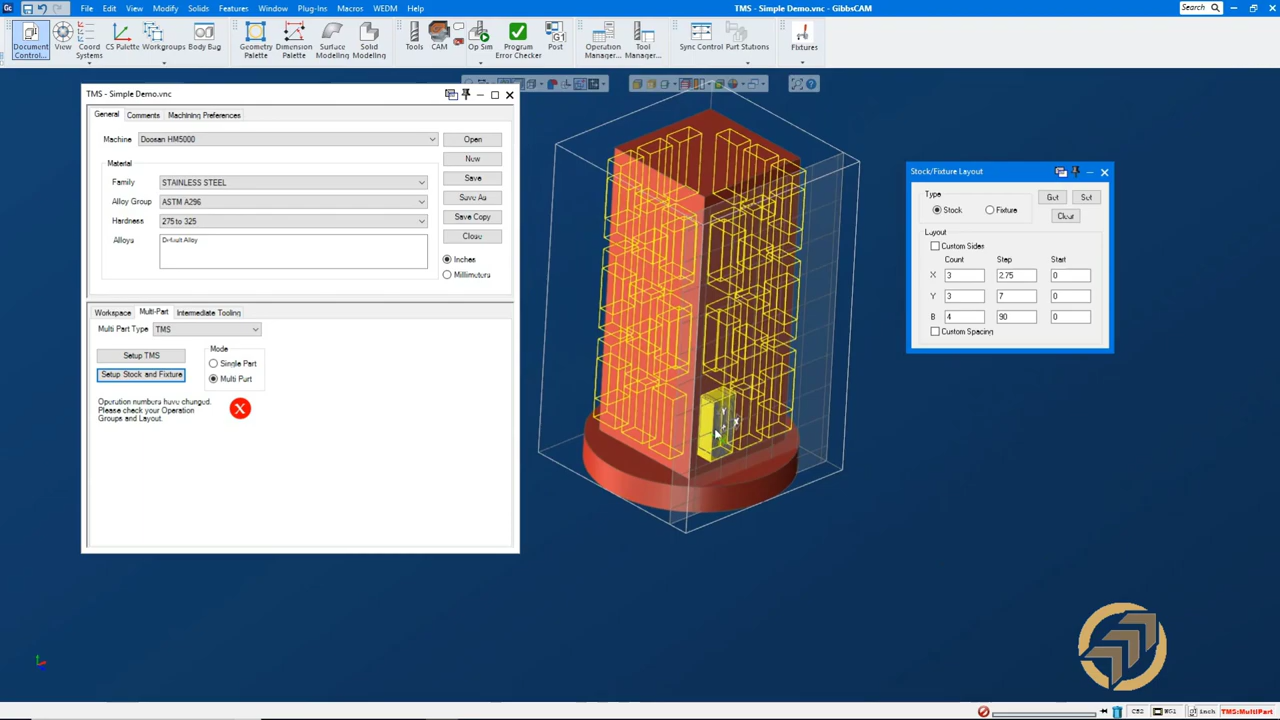 File Edit View Modify Solids Features Window Plug-Ins Macros WEDM Help
TMS - Simple Demo.vnc - GibbsCAM
Search
Document Control...
View
Coord Systems
CS Palette
Workgroups
Body Bag
Geometry Palette
Dimension Palette
Surface Modeling
Solid Modeling
Tools
CAM
Op Sim
Program Error Checker
Post
Operation Manager...
Tool Manager...
Sync Control
Part Stations
Fixtures
TMS - Simple Demo.vnc
General Comments Machining Preferences
Machine Doosan HM5000 Open
Material New
Family STAINLESS STEEL Save
Alloy Group ASTM A296 Save As
Hardness 275 to 325 Save Copy
Alloys Default Alloy Close
Inches
Millimeters
Workspace Multi-Part Intermediate Tooling
Multi Part Type TMS
Setup TMS
Setup Stock and Fixture
Mode
Single Part
Multi Part
Operation numbers have changed.
Please check your Operation
Groups and Layout.
X
Stock/Fixture Layout
Type
Stock Fixture
Get Set
Clear
Layout
Custom Sides
Count Step Start
X 3 2.75 0
Y 3 7 0
B 4 90 0
Custom Spacing
CS2 WG1 Inch TMS:MultiPart